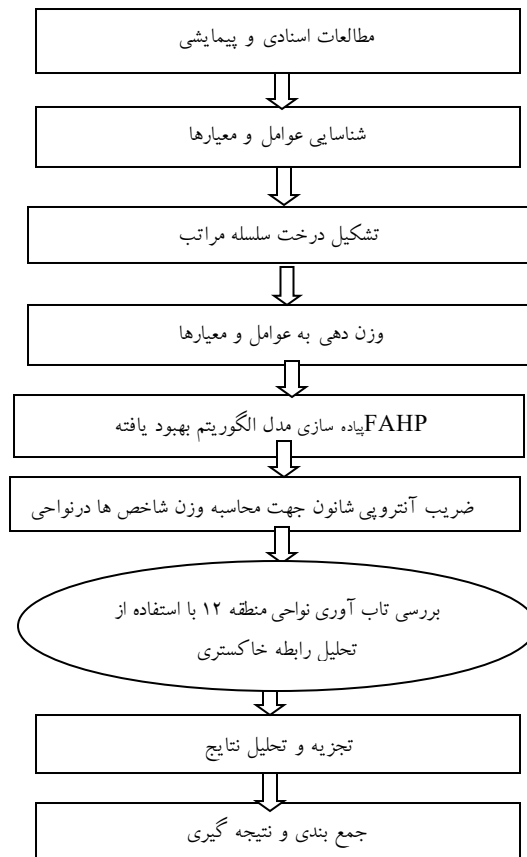 مطالعات اسنادی و پیمایشی
شناسایی عوامل و معیارها
تشکیل درخت سلسله مراتب
وزن دهی به عوامل و معیارها
FAHPپیاده سازی مدل الگوریتم بهبود یافته
ضریب آنتروپی شانون جهت محاسبه وزن شاخص ها درنواحی
بررسی تاب آوری نواحی منطقه ۱۲ با استفاده از
تحلیل رابطه خاکستری
تجزیه و تحلیل نتایج
جمع بندی و نتیجه گیری